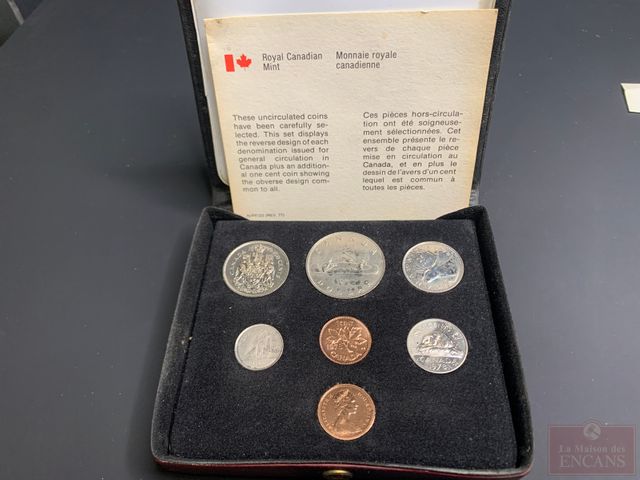 Royal Canadian
Mint
Monnaie royale
canadienne
These uncirculated coins
have been carefully se-
lected. This set displays
the reverse design of each
denomination issued for
general circulation in
Canada plus an addition-
al one cent coin showing
the obverse design com-
mon to all.
Ces pièces hors-circula-
tion ont été soigneuse-
ment sélectionnées. Cet
ensemble présente le re-
vers de chaque pièce
mise en circulation au
Canada, et en plus le
dessin de l'avers d'un cent
lequel est commun à
toutes les pièces.
CANADA
CANADA
CANADA
La Maison des
ENCANS